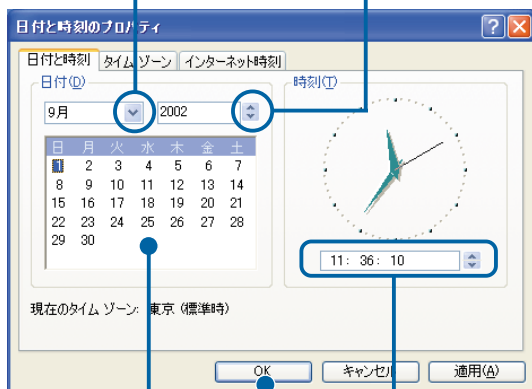 日付と時刻のプロパティ
日付と時刻 タイム ゾーン インターネット時刻
日付(D)
9月 2002
日 月 火 水 木 金 土
1 2 3 4 5 6 7
8 9 10 11 12 13 14
15 16 17 18 19 20 21
22 23 24 25 26 27 28
29 30
時刻(T)
11: 36: 10
現在のタイム ゾーン: 東京 (標準時)
OK キャンセル 適用(A)